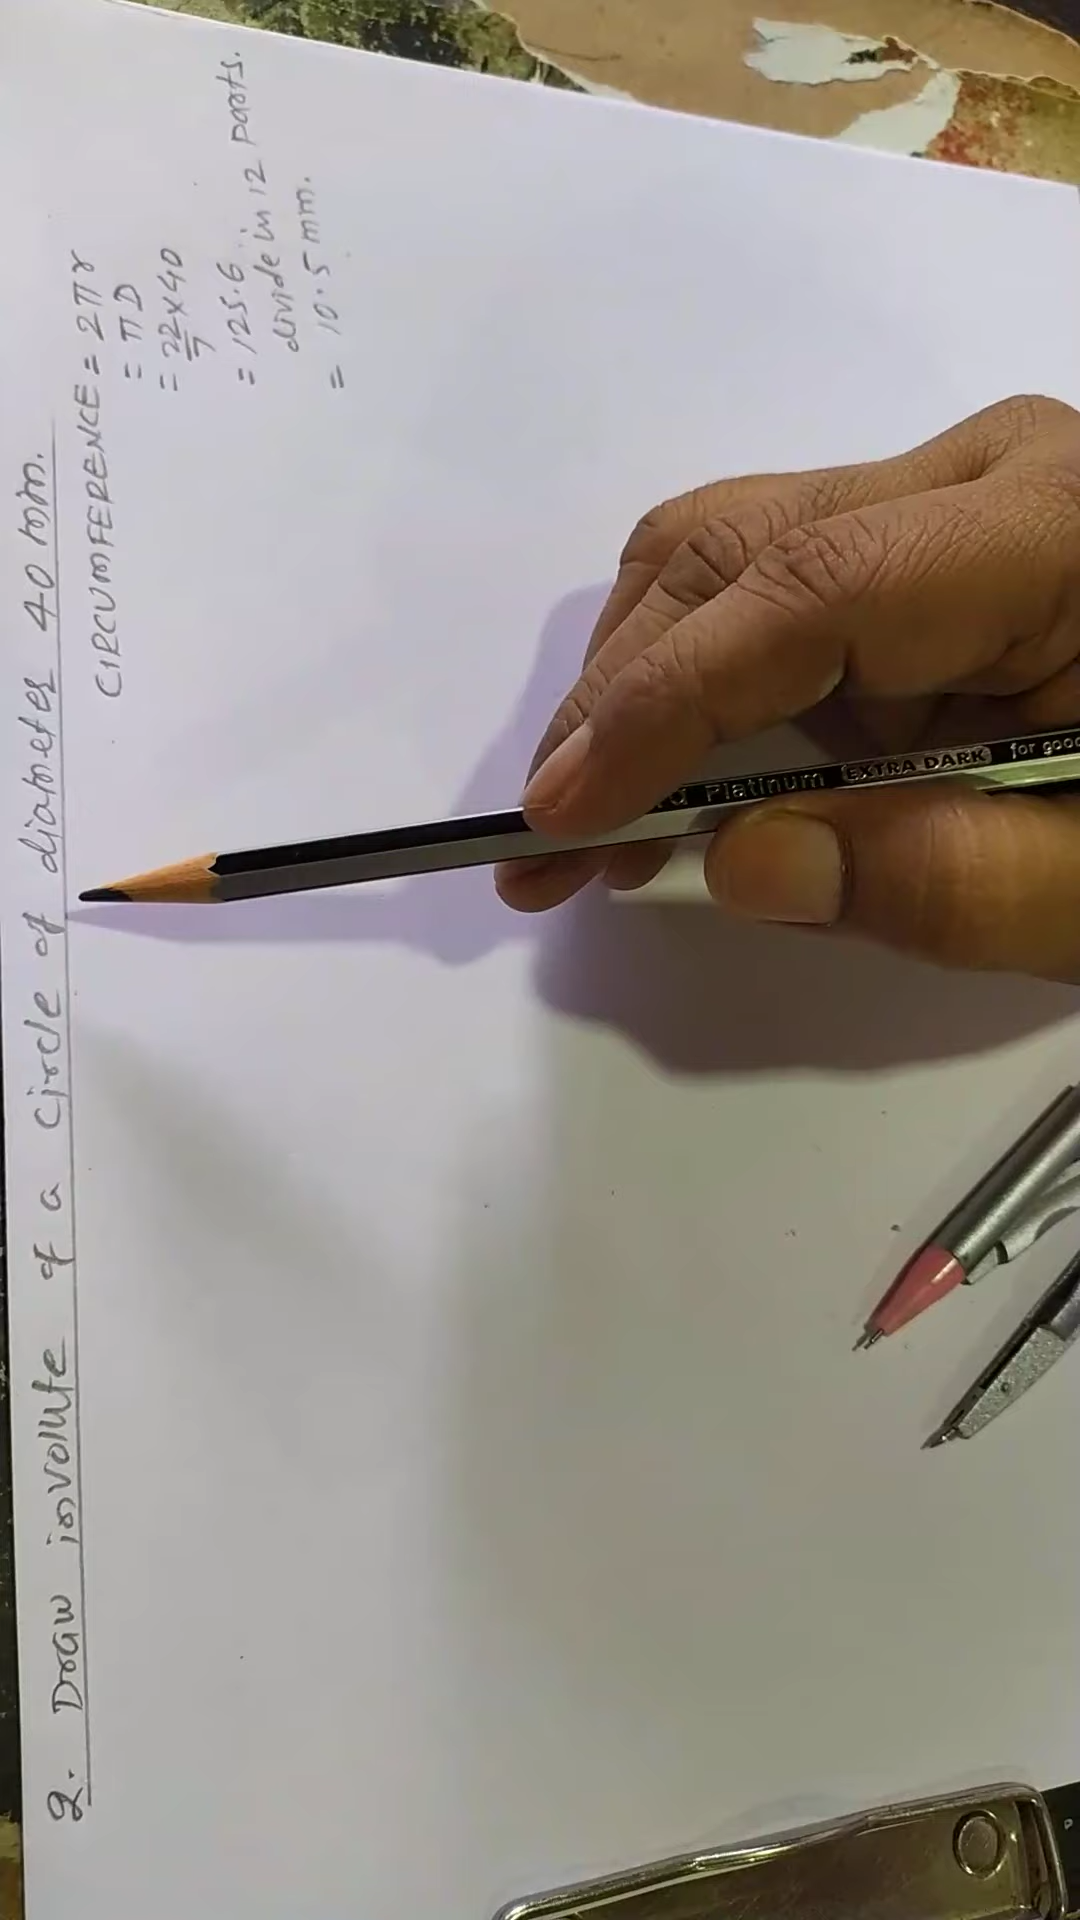 2. Draw involute of a circle of diameter 40 mm.
CIRCUMFERENCE = 2πr
= πD
= 22/7 x 40
= 125.6
divide in 12 parts.
= 10.5 mm.
Platinum EXTRA DARK for good